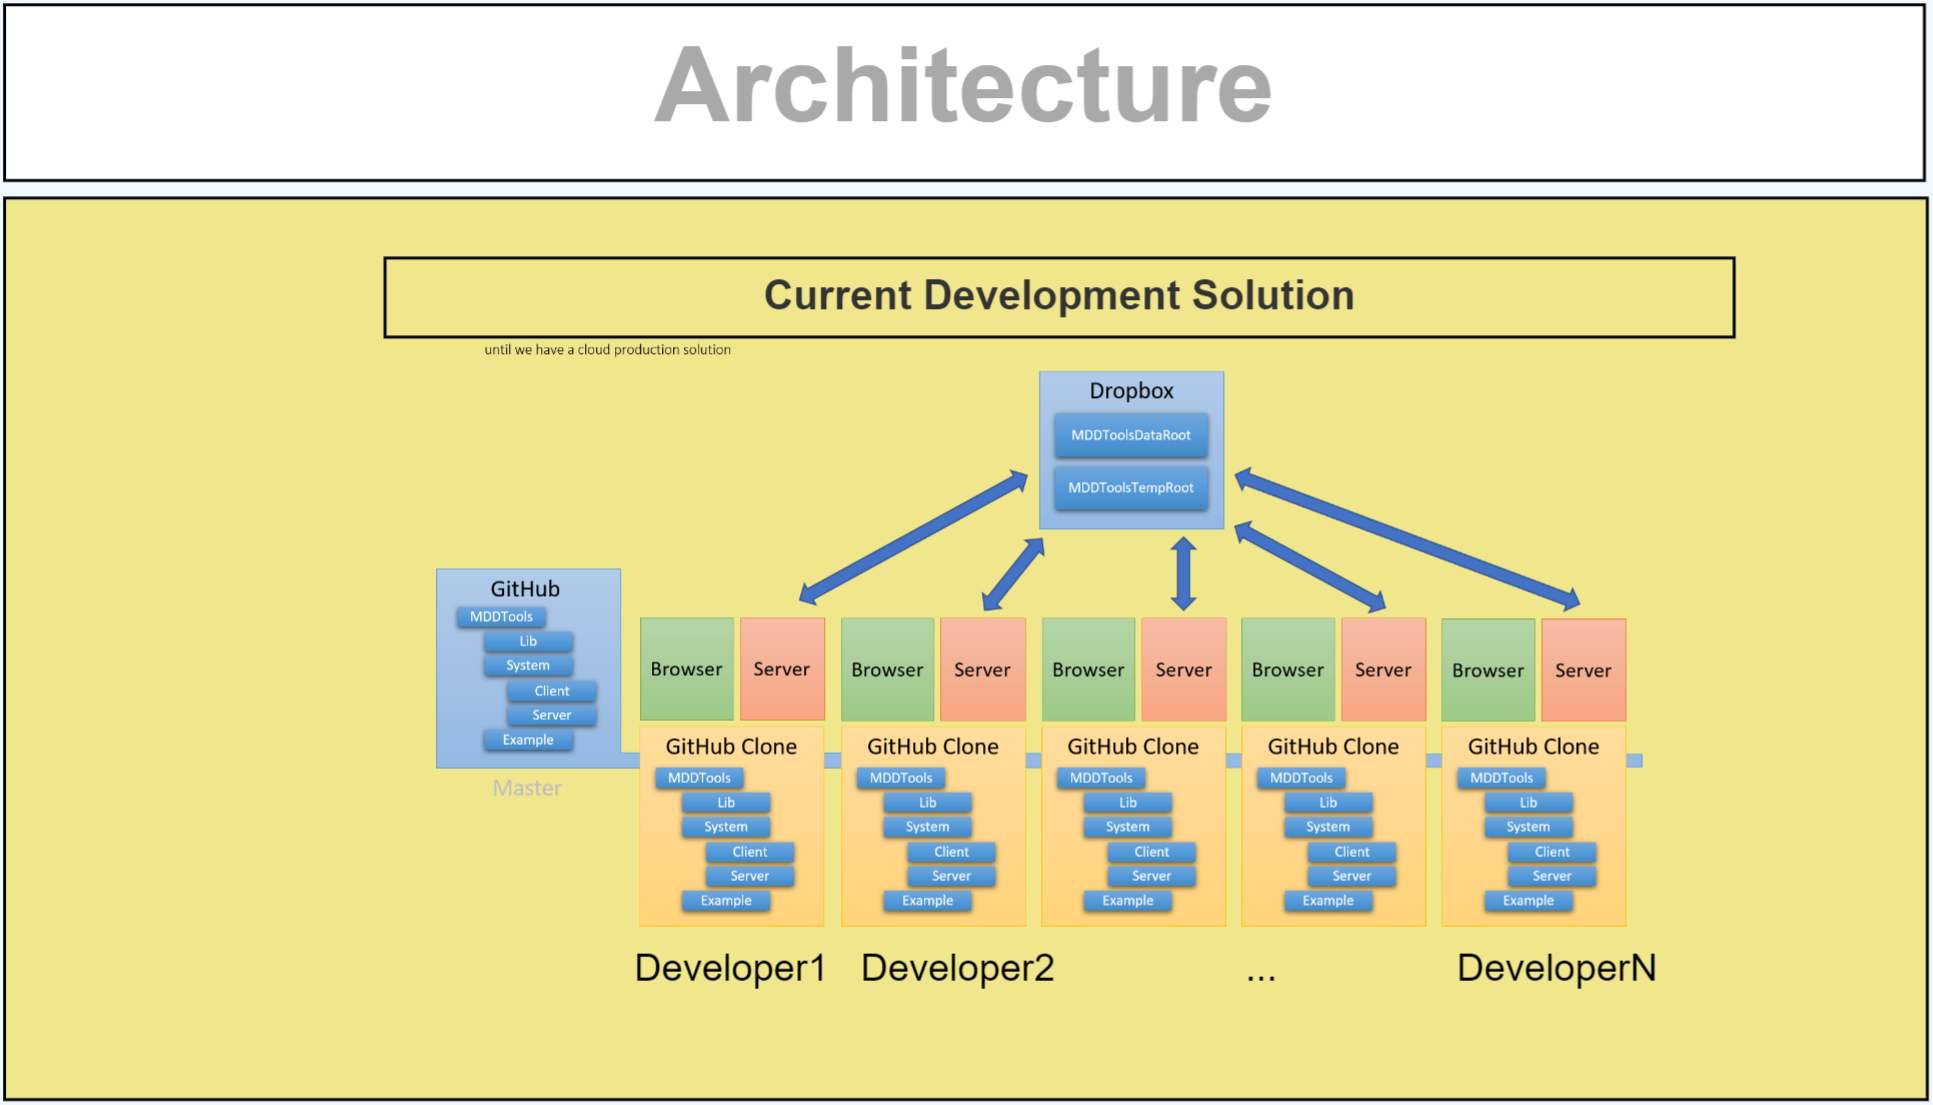 Architecture
Current Development Solution
until we have a cloud production solution
Dropbox
MDDToolsDataRoot
MDDToolsTempRoot
GitHub
MDDTools
Lib
System
Client
Server
Example
Master
Browser Server Browser Server Browser Server Browser Server Browser Server
GitHub Clone GitHub Clone GitHub Clone GitHub Clone GitHub Clone
MDDTools MDDTools MDDTools MDDTools MDDTools
Lib Lib Lib Lib Lib
System System System System System
Client Client Client Client Client
Server Server Server Server Server
Example Example Example Example Example
Developer1 Developer2 ... DeveloperN